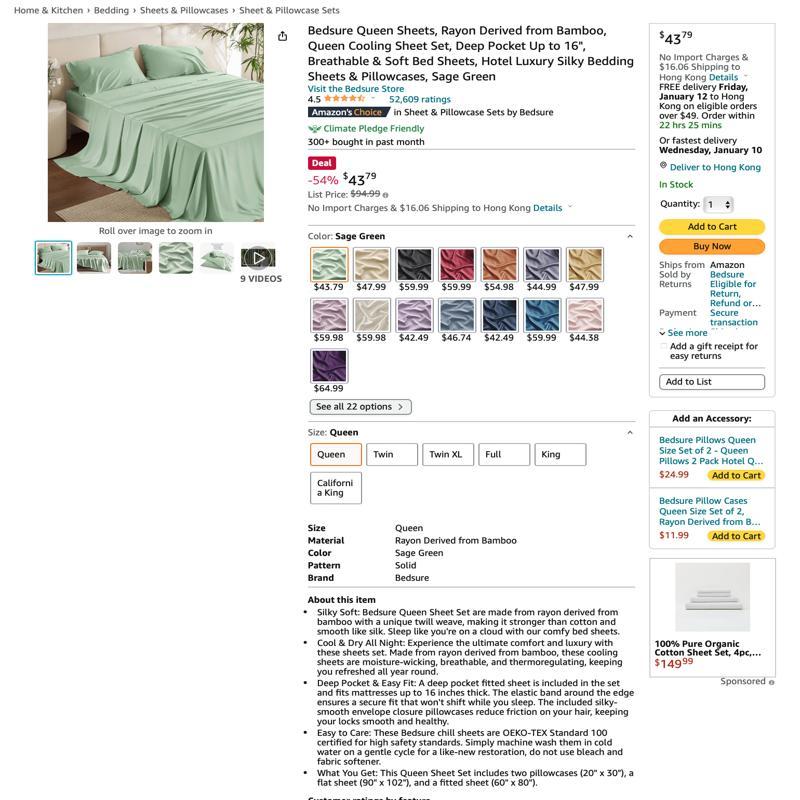 Home & Kitchen › Bedding › Sheets & Pillowcases › Sheet & Pillowcase Sets
Roll over image to zoom in
9 VIDEOS
Bedsure Queen Sheets, Rayon Derived from Bamboo,
Queen Cooling Sheet Set, Deep Pocket Up to 16",
Breathable & Soft Bed Sheets, Hotel Luxury Silky Bedding
Sheets & Pillowcases, Sage Green
Visit the Bedsure Store
4.5 52,609 ratings
Amazon's Choice in Sheet & Pillowcase Sets by Bedsure
Climate Pledge Friendly
300+ bought in past month
Deal
-54% $43 79
List Price: $94.99
No Import Charges & $16.06 Shipping to Hong Kong Details
Color: Sage Green
$43.79 $47.99 $59.99 $59.99 $54.98 $44.99 $47.99
$59.98 $59.98 $42.49 $46.74 $42.49 $59.99 $44.38
$64.99
See all 22 options
Size: Queen
Queen Twin Twin XL Full King
Californi
a King
Size Queen
Material Rayon Derived from Bamboo
Color Sage Green
Pattern Solid
Brand Bedsure
About this item
• Silky Soft: Bedsure Queen Sheet Set are made from rayon derived from
bamboo with a unique twill weave, making it stronger than cotton and
smooth like silk. Sleep like you're on a cloud with our comfy bed sheets.
• Cool & Dry All Night: Experience the ultimate comfort and luxury with
these sheets set. Made from rayon derived from bamboo, these cooling
sheets are moisture-wicking, breathable, and thermoregulating, keeping
you refreshed all year round.
• Deep Pocket & Easy Fit: A deep pocket fitted sheet is included in the set
and fits mattresses up to 16 inches thick. The elastic band around the edge
ensures a secure fit that won't shift while you sleep. The included silky-
smooth envelope closure pillowcases reduce friction on your hair, keeping
your locks smooth and healthy.
• Easy to Care: These Bedsure chill sheets are OEKO-TEX Standard 100
certified for high safety standards. Simply machine wash them in cold
water on a gentle cycle for a like-new restoration, do not use bleach and
fabric softener.
• What You Get: This Queen Sheet Set includes two pillowcases (20" x 30"), a
flat sheet (90" x 102"), and a fitted sheet (60" x 80").
Customer ratings by feature
$43 79
No Import Charges &
$16.06 Shipping to
Hong Kong Details
FREE delivery Friday,
January 12 to Hong
Kong on eligible orders
over $49. Order within
22 hrs 25 mins
Or fastest delivery
Wednesday, January 10
Deliver to Hong Kong
In Stock
Quantity: 1
Add to Cart
Buy Now
Ships from Amazon
Sold by Bedsure
Returns Eligible for
Return,
Refund or...
Payment Secure
transaction
See more
Add a gift receipt for
easy returns
Add to List
Add an Accessory:
Bedsure Pillows Queen
Size Set of 2 - Queen
Pillows 2 Pack Hotel Q...
$24.99 Add to Cart
Bedsure Pillow Cases
Queen Size Set of 2,
Rayon Derived from B...
$11.99 Add to Cart
100% Pure Organic
Cotton Sheet Set, 4pc,...
$149 99
Sponsored